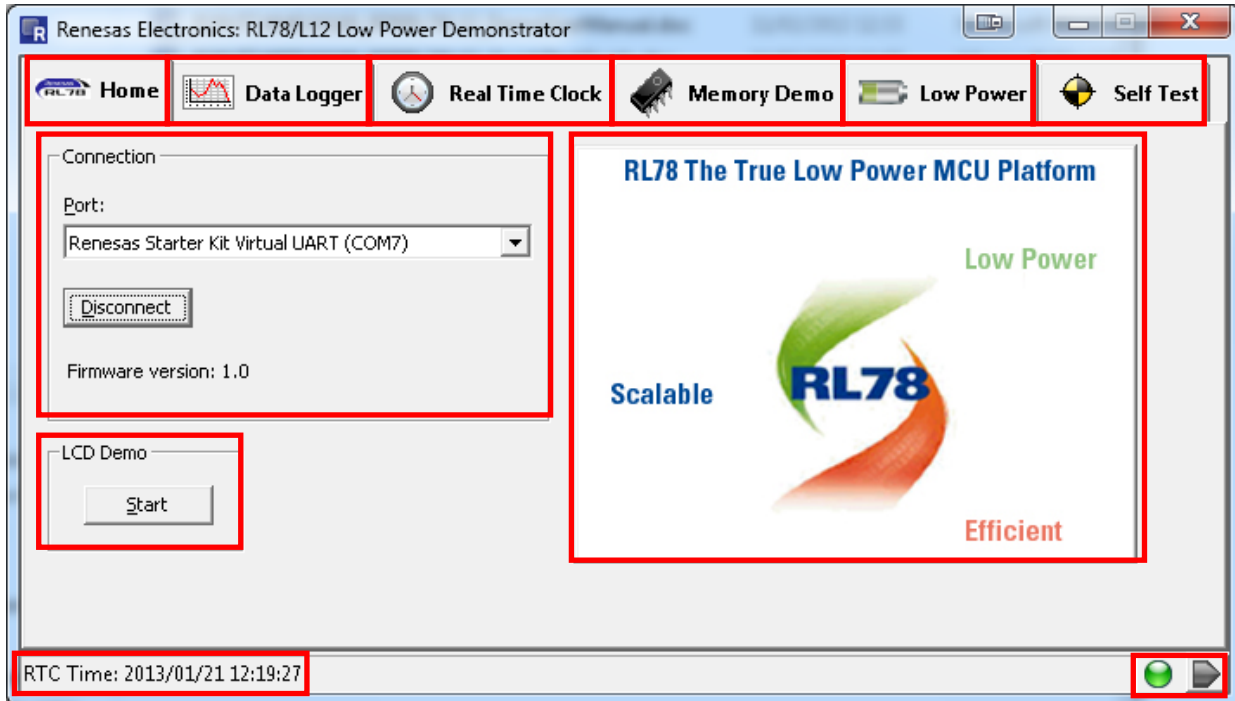 Renesas Electronics: RL78/L12 Low Power Demonstrator
RL78 Home Data Logger Real Time Clock Memory Demo Low Power Self Test
Connection
Port:
Renesas Starter Kit Virtual UART (COM7)
Disconnect
Firmware version: 1.0
LCD Demo
Start
RL78 The True Low Power MCU Platform
Low Power
Scalable
RL78
Efficient
RTC Time: 2013/01/21 12:19:27